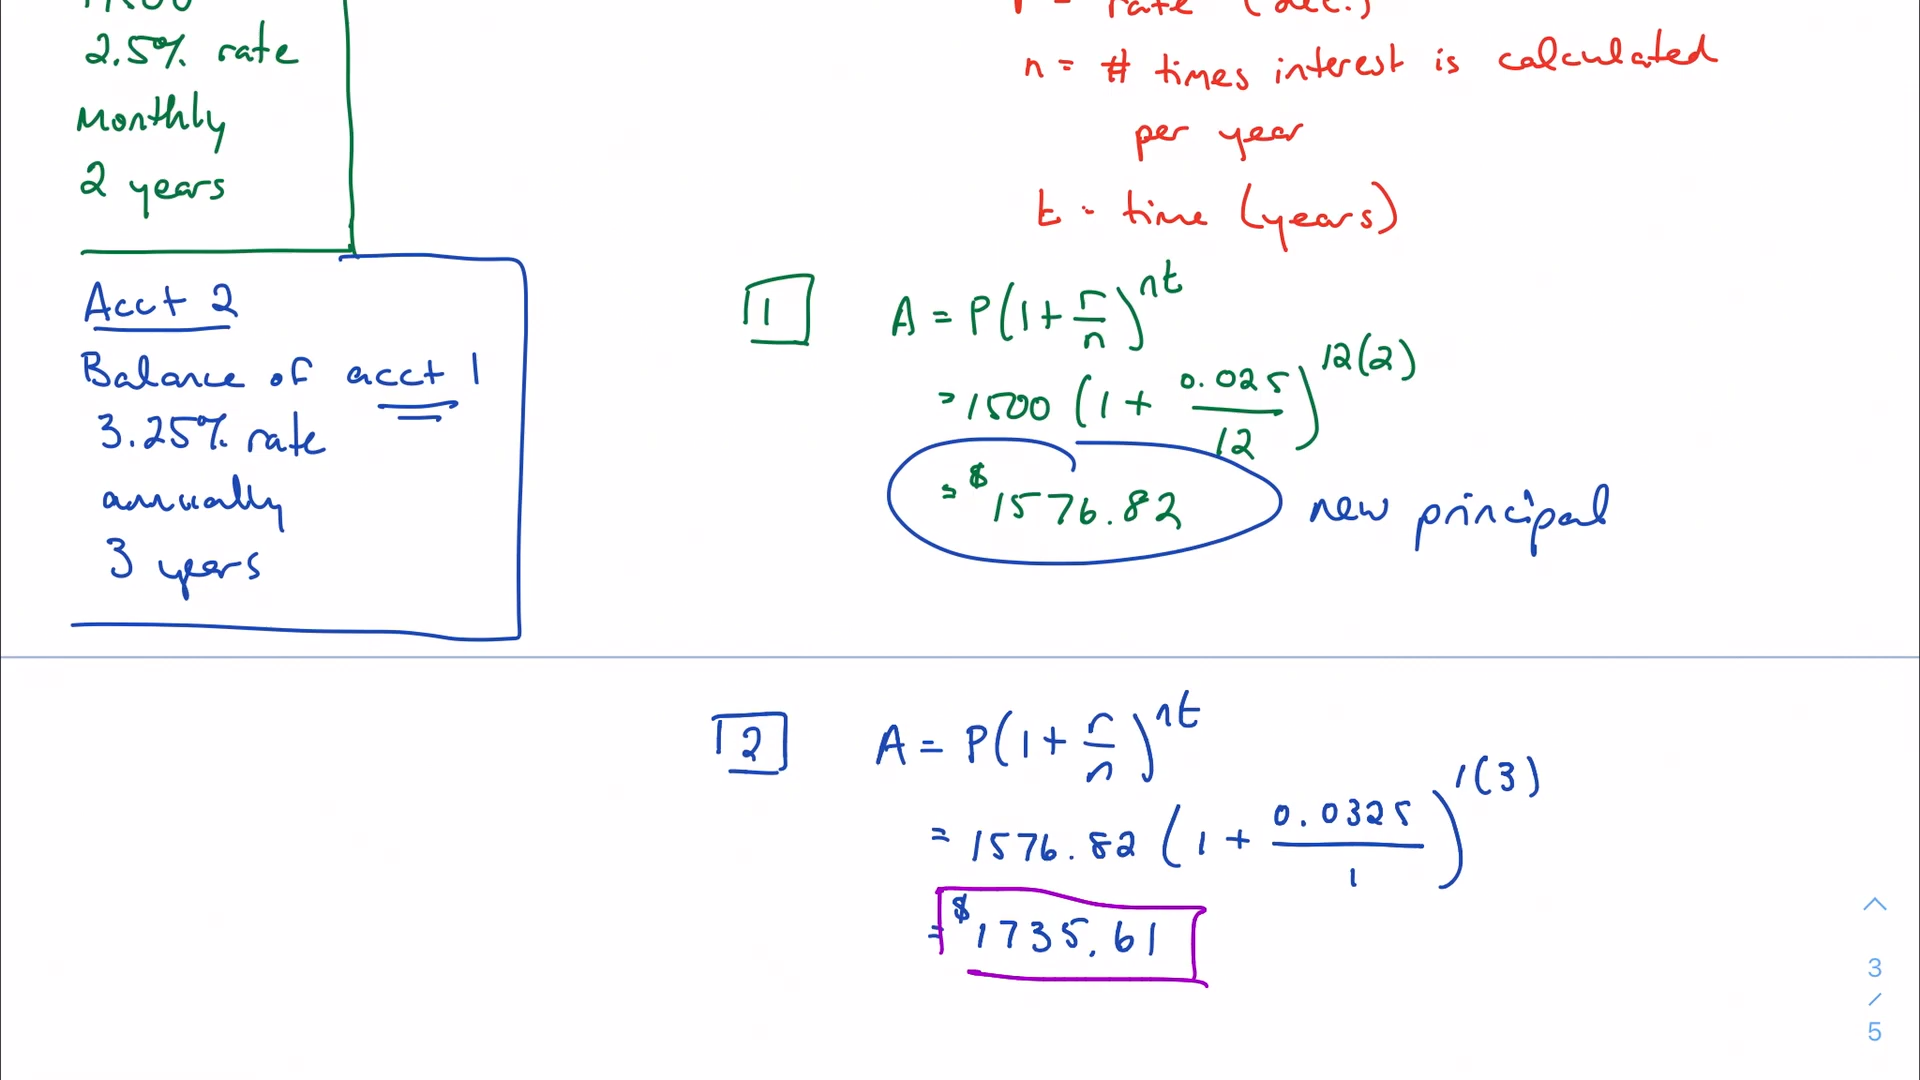 2.5% rate
Monthly
2 years
Acct 2
Balance of acct 1
3.25% rate
annually
3 years
r = rate (dec.)
n = # times interest is calculated
per year
t = time (years)
1
A = P(1 + r/n)^nt
= 1500 (1 + 0.025/12)^12(2)
= $1576.82 new principal
2
A = P(1 + r/n)^nt
= 1576.82 (1 + 0.0325/1)^1(3)
= $1735.61
3
/
5